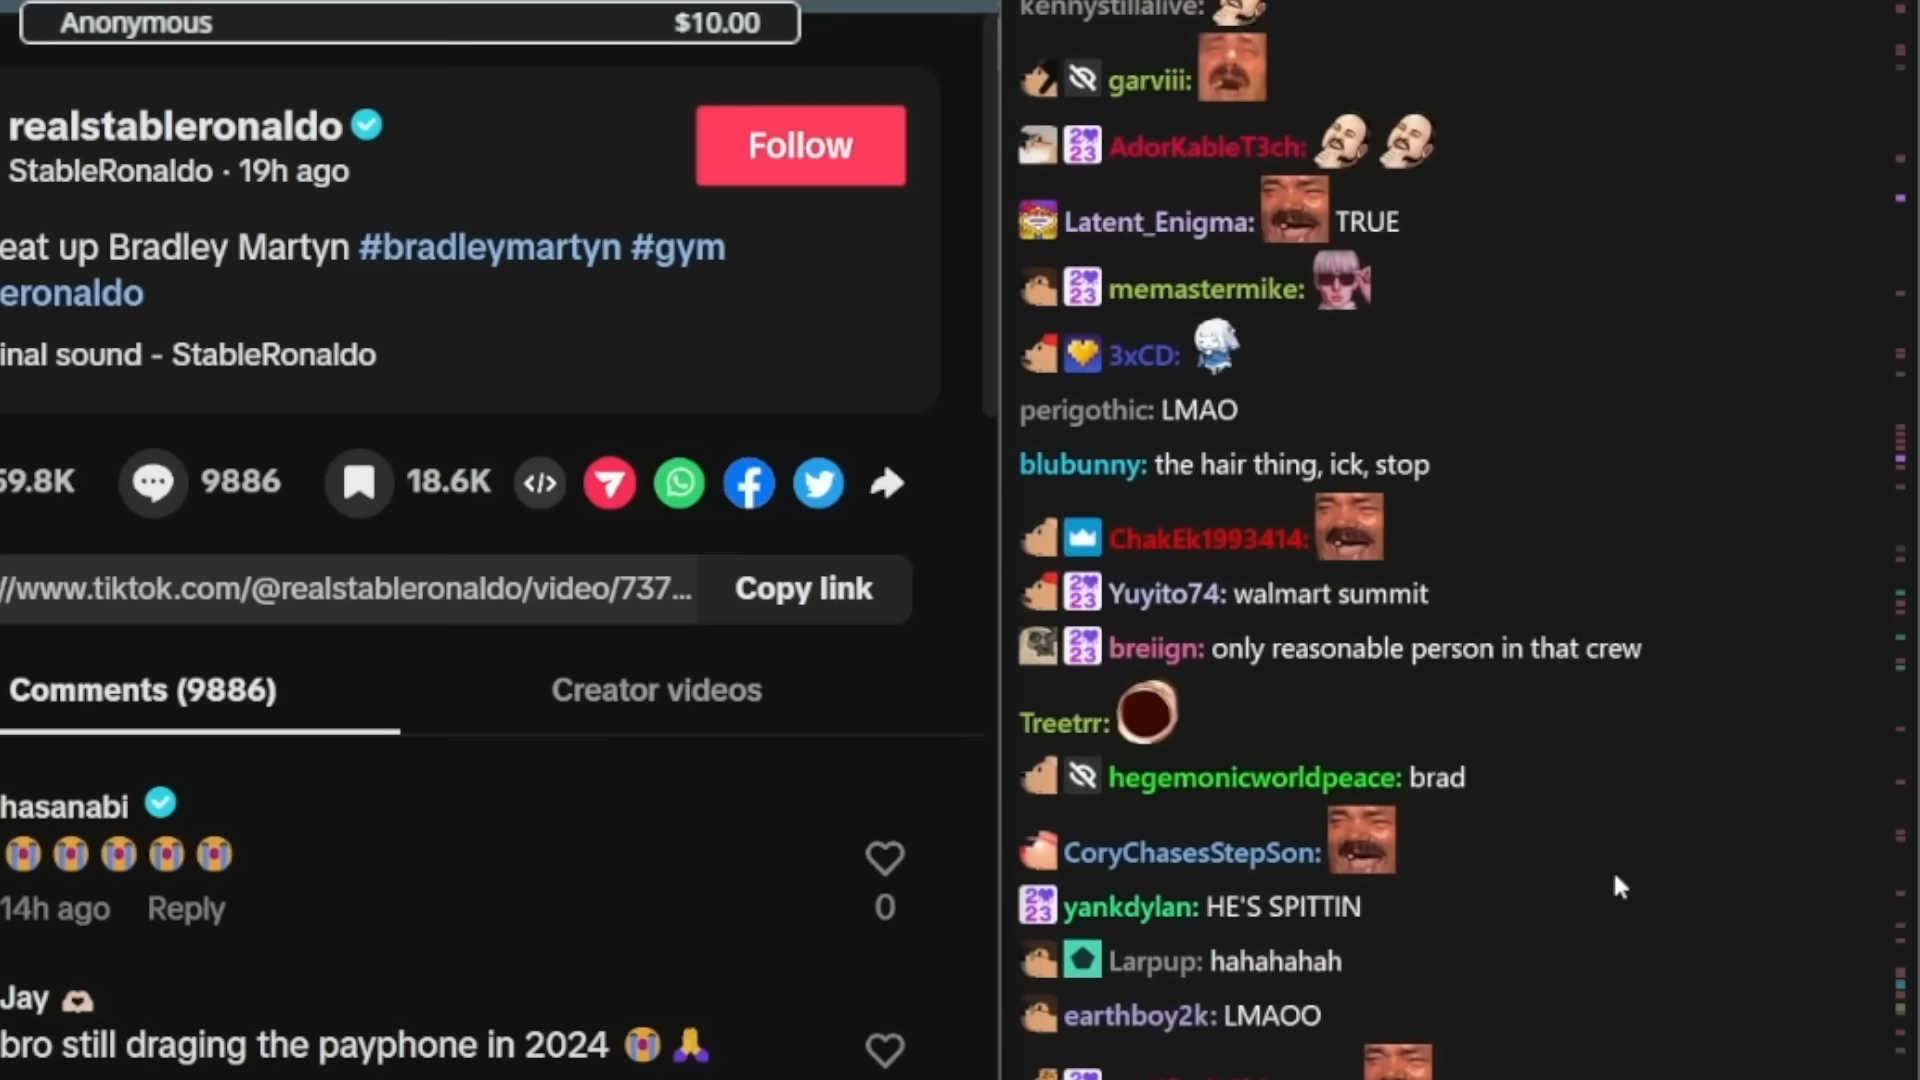 Anonymous $10.00
realstableronaldo
StableRonaldo · 19h ago
Follow
eat up Bradley Martyn #bradleymartyn #gym
eronaldo
inal sound - StableRonaldo
59.8K 9886 18.6K
//www.tiktok.com/@realstableronaldo/video/737...
Copy link
Comments (9886) Creator videos
hasanabi
😭😭😭😭😭
14h ago Reply
0
Jay 🫶🏻
bro still draging the payphone in 2024 😭🙏
kennystillalive:
garviii:
AdorKableT3ch:
Latent_Enigma: TRUE
memastermike:
3xCD:
perigothic: LMAO
blubunny: the hair thing, ick, stop
ChakEk1993414:
Yuyito74: walmart summit
breiign: only reasonable person in that crew
Treetrr:
hegemonicworldpeace: brad
CoryChasesStepSon:
yankdylan: HE'S SPITTIN
Larpup: hahahahah
earthboy2k: LMAOO